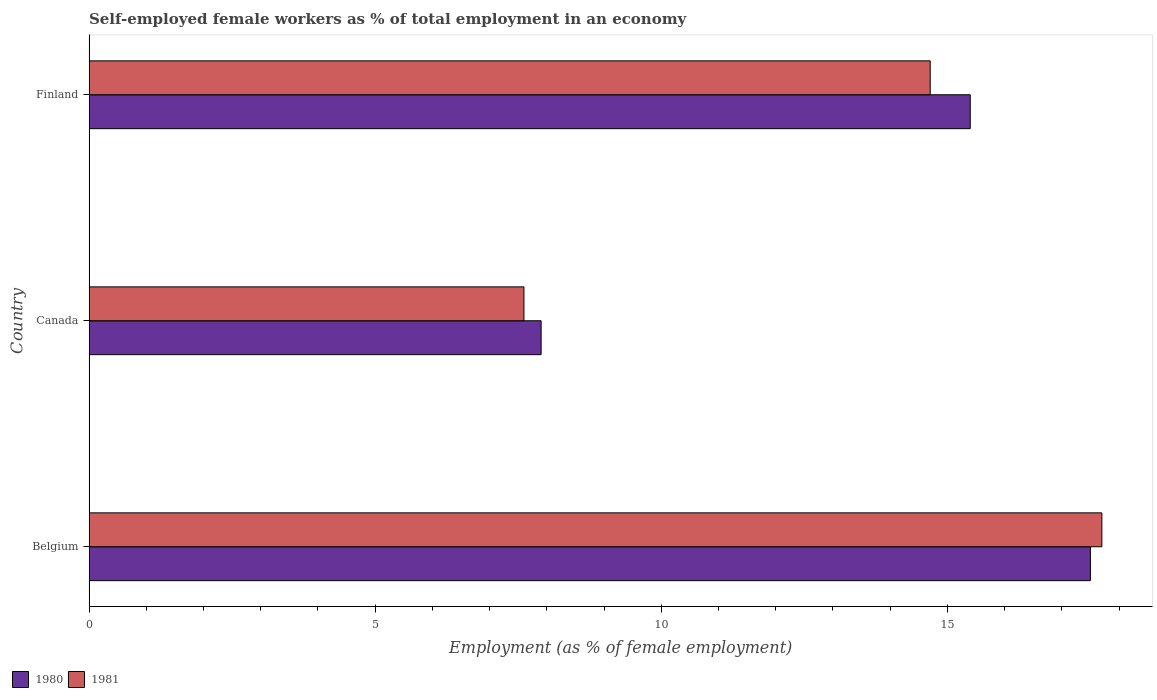 Self-employed female workers as % of total employment in an economy
Finland
Canada
Belgium
Country
0
5
10
15
Employment (as % of female employment)
1980
1981